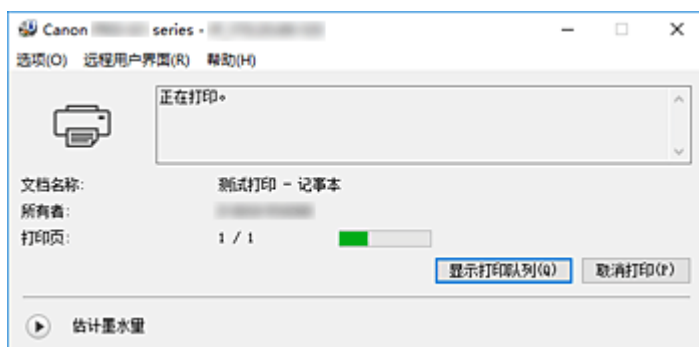 Canon series -
选项(O) 远程用户界面(R) 帮助(H)
正在打印。
文档名称: 测试打印 - 记事本
所有者:
打印页: 1 / 1
显示打印队列(Q) 取消打印(P)
估计墨水量